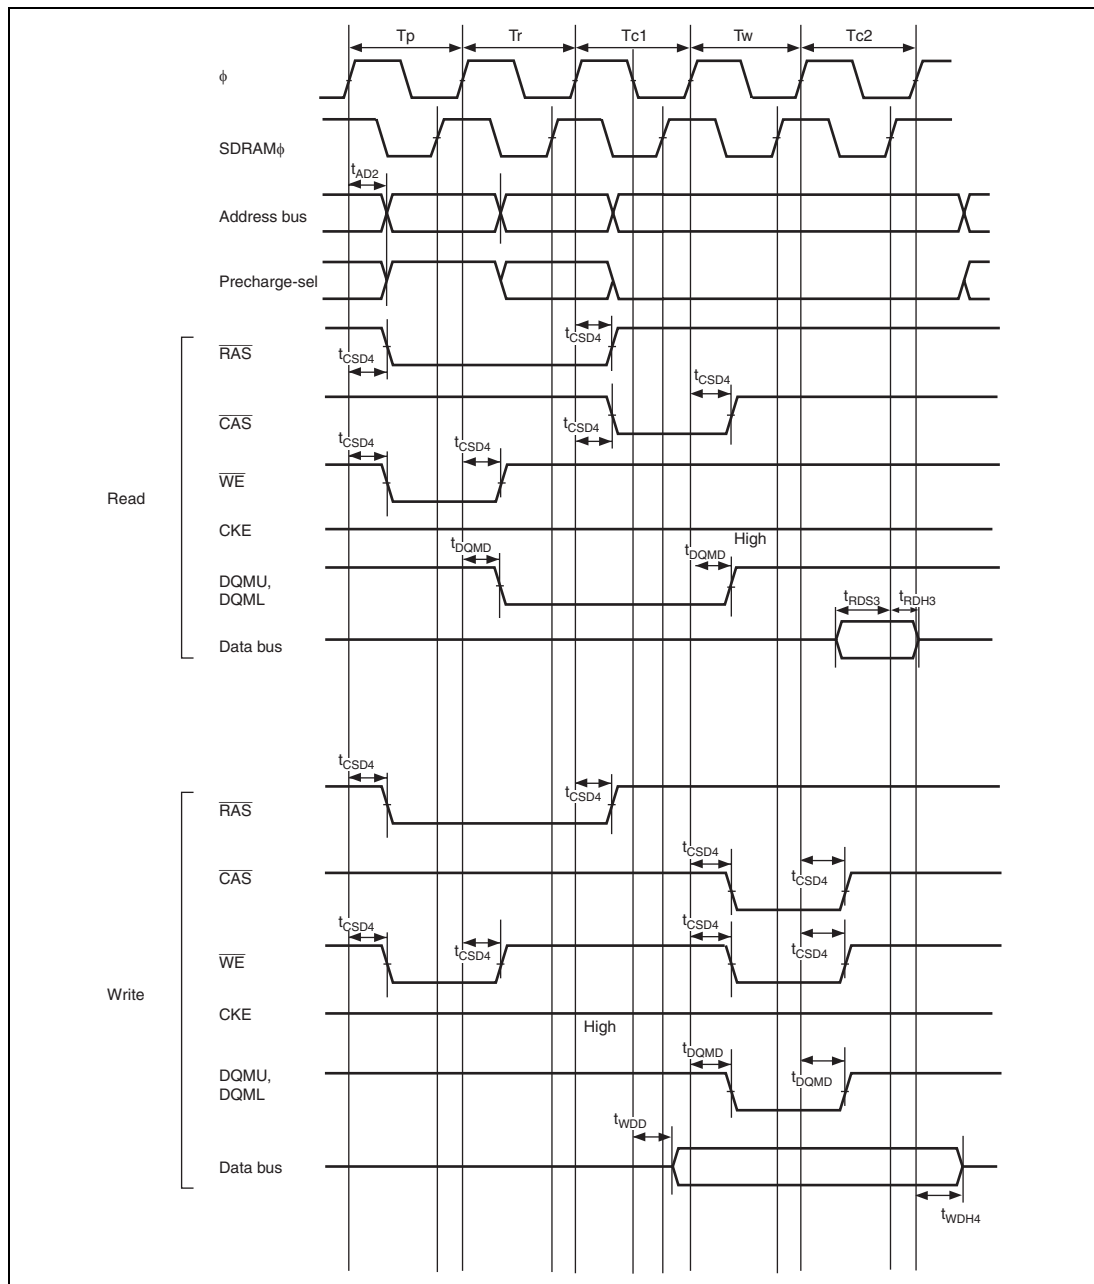 Tp Tr Tc1 Tw Tc2
ϕ
SDRAMϕ
tAD2
Address bus
Precharge-sel
tCSD4
RAS
tCSD4
tCSD4
CAS
tCSD4
tCSD4 tCSD4
WE
Read
CKE
High
tDQMD tDQMD
DQMU,
DQML
tRDS3 tRDH3
Data bus
tCSD4
tCSD4
RAS
tCSD4
CAS
tCSD4
tCSD4 tCSD4
tCSD4 tCSD4
WE
Write
CKE
High
tDQMD
DQMU,
DQML
tDQMD
tWDD
Data bus
tWDH4